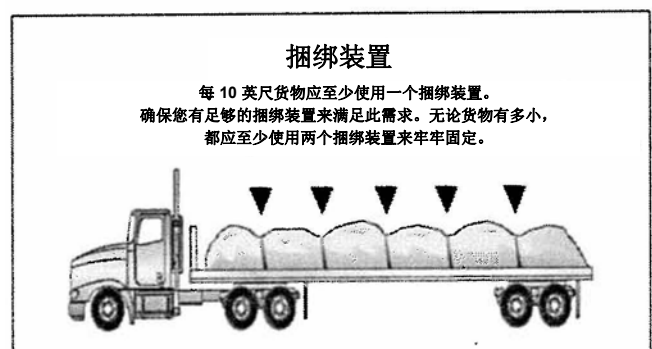 捆绑装置
每 10 英尺货物应至少使用一个捆绑装置。
确保您有足够的捆绑装置来满足此需求。无论货物有多小，
都应至少使用两个捆绑装置来牢牢固定。